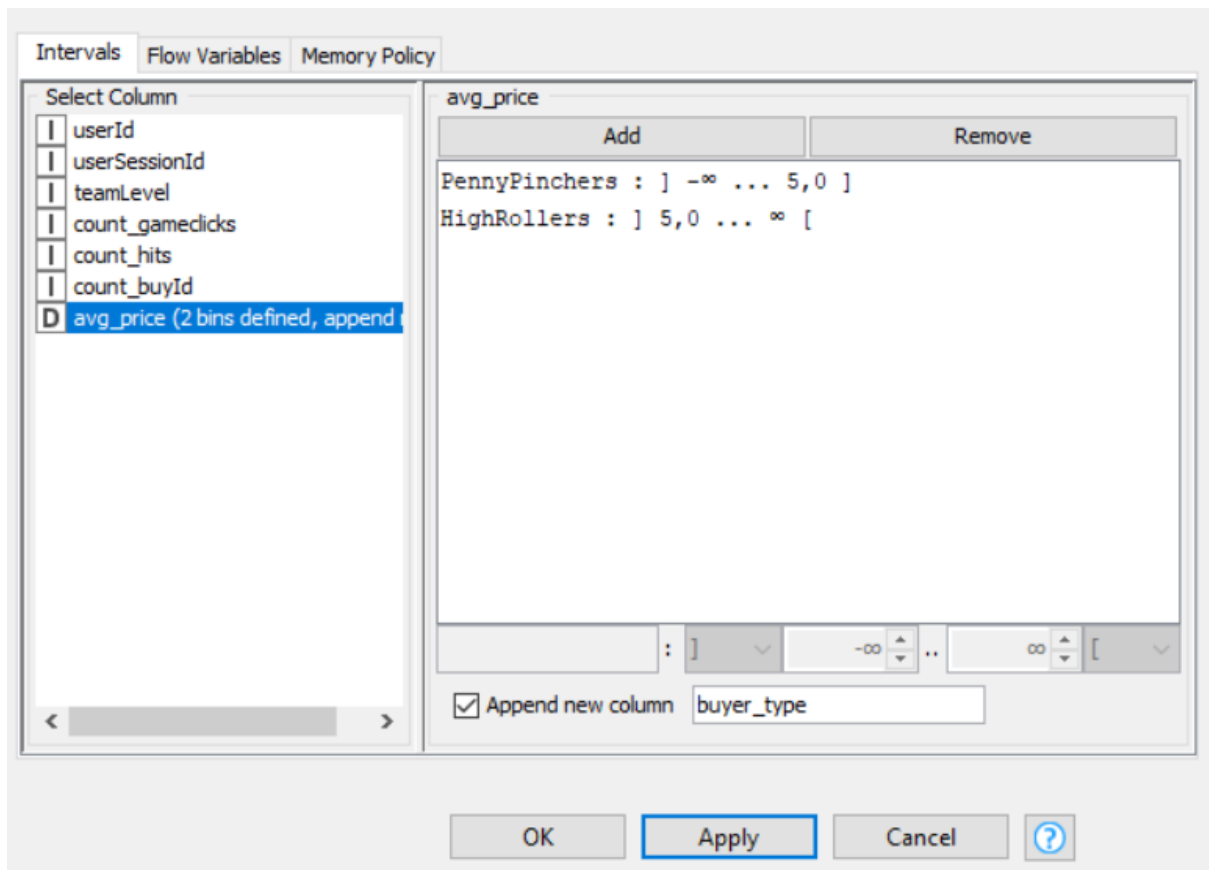 Intervals Flow Variables Memory Policy
Select Column
I userId
I userSessionId
I teamLevel
I count_gameclicks
I count_hits
I count_buyId
D avg_price (2 bins defined, append
avg_price
Add Remove
PennyPinchers : ] -∞ ... 5,0 ]
HighRollers : ] 5,0 ... ∞ [
: ] -∞ .. ∞ [
Append new column buyer_type
OK Apply Cancel ?